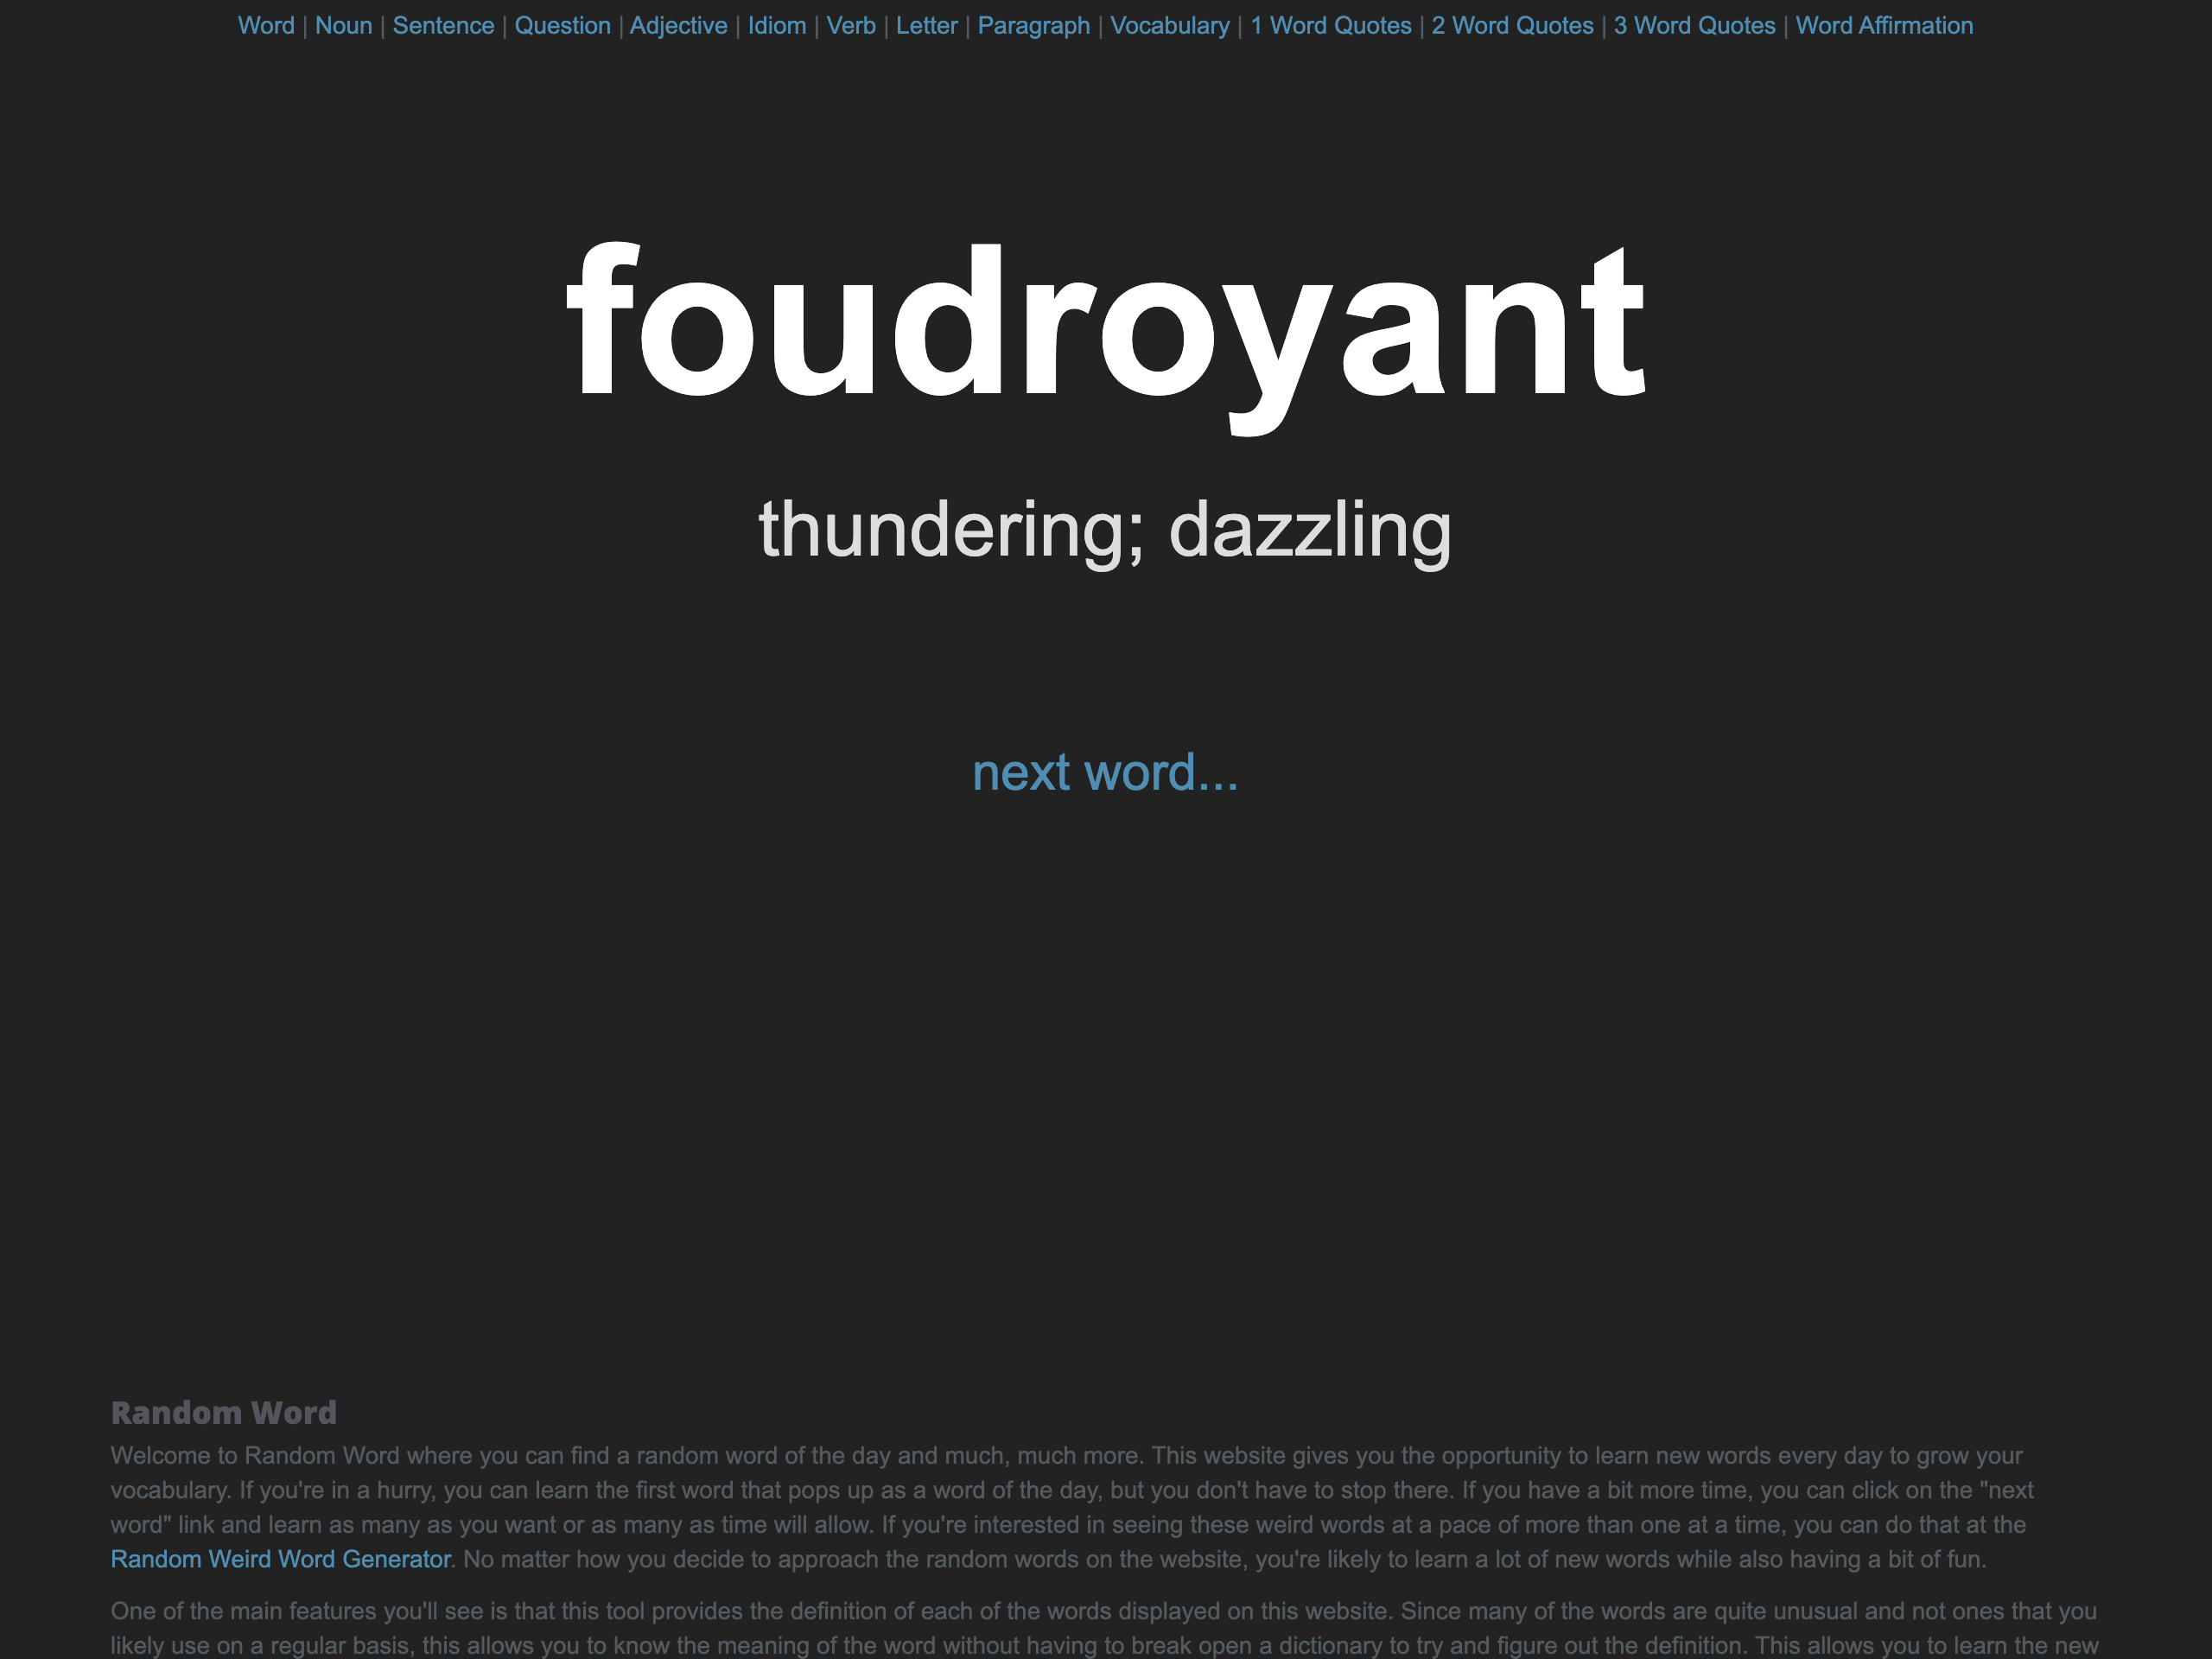 Word | Noun | Sentence | Question | Adjective | Idiom | Verb | Letter | Paragraph | Vocabulary | 1 Word Quotes | 2 Word Quotes | 3 Word Quotes | Word Affirmation
foudroyant
thundering; dazzling
next word...
Random Word
Welcome to Random Word where you can find a random word of the day and much, much more. This website gives you the opportunity to learn new words every day to grow your
vocabulary. If you're in a hurry, you can learn the first word that pops up as a word of the day, but you don't have to stop there. If you have a bit more time, you can click on the "next
word" link and learn as many as you want or as many as time will allow. If you're interested in seeing these weird words at a pace of more than one at a time, you can do that at the
Random Weird Word Generator. No matter how you decide to approach the random words on the website, you're likely to learn a lot of new words while also having a bit of fun.
One of the main features you'll see is that this tool provides the definition of each of the words displayed on this website. Since many of the words are quite unusual and not ones that you
likely use on a regular basis, this allows you to know the meaning of the word without having to break open a dictionary to try and figure out the definition. This allows you to learn the new